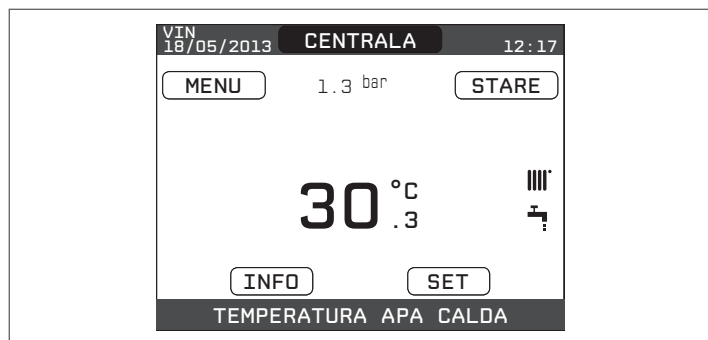 VIN
18/05/2013 CENTRALA 12:17
MENU 1.3 bar STARE
30.3 °C
INFO SET
TEMPERATURA APA CALDA